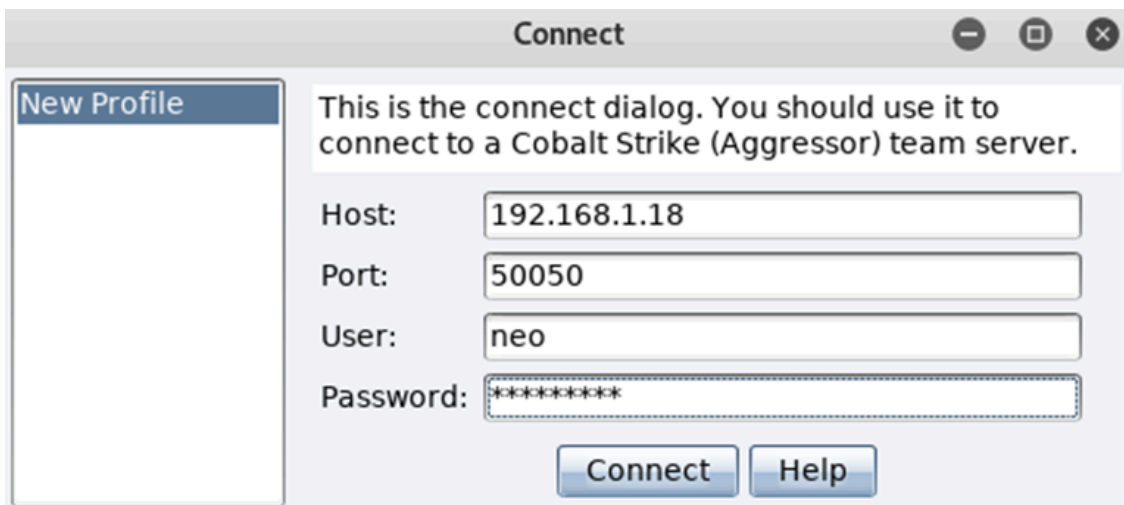 Connect
New Profile
This is the connect dialog. You should use it to
connect to a Cobalt Strike (Aggressor) team server.
Host: 192.168.1.18
Port: 50050
User: neo
Password: *********
Connect Help